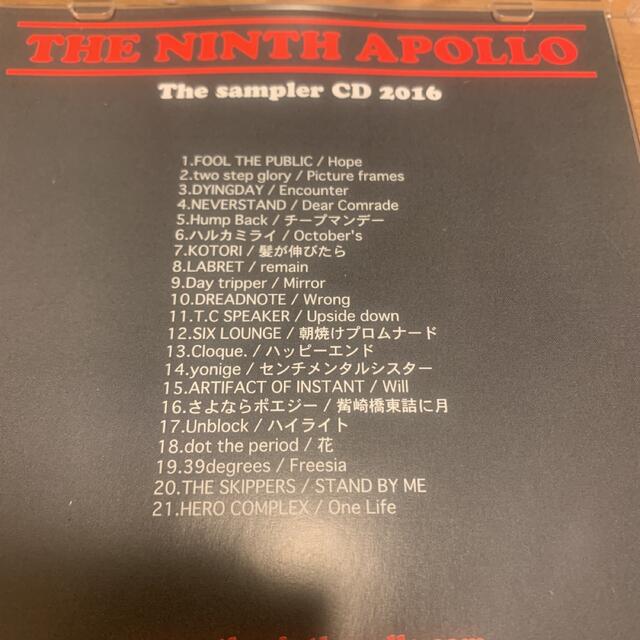 THE NINTH APOLLO
The sampler CD 2016
1.FOOL THE PUBLIC / Hope
2.two step glory / Picture frames
3.DYINGDAY / Encounter
4.NEVERSTAND / Dear Comrade
5.Hump Back / チープマンデー
6.ハルカミライ / October's
7.KOTORI / 髪が伸びたら
8.LABRET / remain
9.Day tripper / Mirror
10.DREADNOTE / Wrong
11.T.C SPEAKER / Upside down
12.SIX LOUNGE / 朝焼けプロムナード
13.Cloque. / ハッピーエンド
14.yonige / センチメンタルシスター
15.ARTIFACT OF INSTANT / Will
16.さよならポエジー / 觜崎橋東詰に月
17.Unblock / ハイライト
18.dot the period / 花
19.39degrees / Freesia
20.THE SKIPPERS / STAND BY ME
21.HERO COMPLEX / One Life